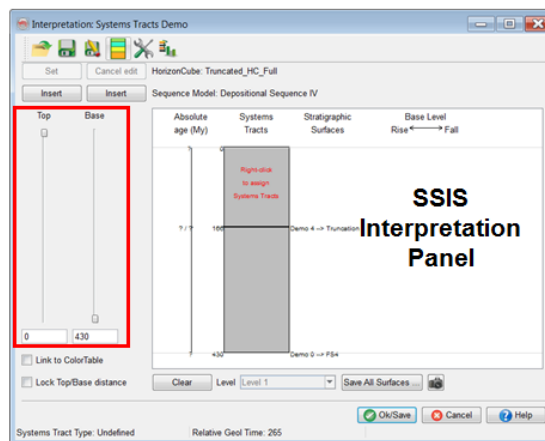 Interpretation: Systems Tracts Demo
Set Cancel edit HorizonCube: Truncated_HC_Full
Insert Insert Sequence Model: Depositional Sequence IV
Top Base Absolute Systems Stratigraphic Base Level
age (My) Tracts Surfaces Rise Fall
0
Right-click
to assign
Systems Tracts
SSIS
Interpretation
Panel
? / ? Demo 4 --> Truncation
0 430
? 430 Demo 0 --> FS4
Link to ColorTable
Lock Top/Base distance Clear Level Level 1 Save All Surfaces ...
Ok/Save Cancel Help
Systems Tract Type: Undefined Relative Geol Time: 265